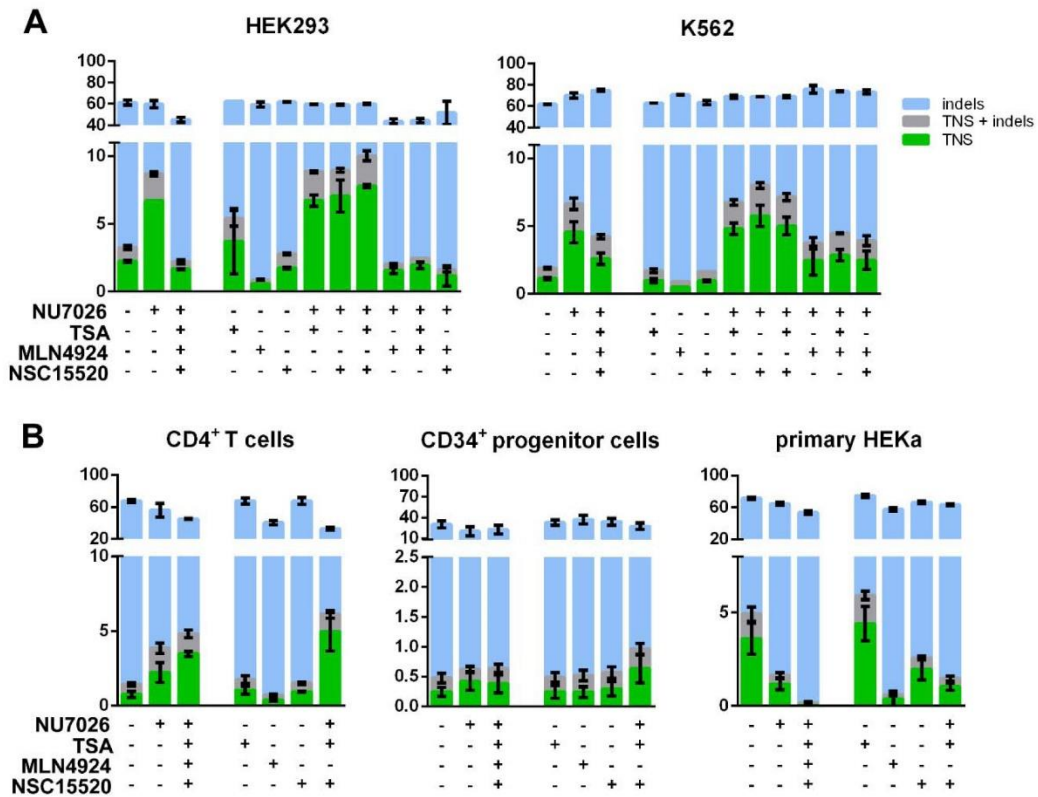 A
HEK293
K562
100
80
60
40
10
5
0
100
80
60
40
10
5
0
indels
TNS + indels
TNS
NU7026 - + + - - - + + + + + + - + + - - - + + + + + +
TSA - - + + - - + - + - + - - - + + - - + - + - + -
MLN4924 - - + - + - - - - + + + - - + - + - - - - + + +
NSC15520 - - + - - + - + + - - + - - + - - + - + + - - +
B
CD4+ T cells
CD34+ progenitor cells
primary HEKa
100
60
20
10
5
0
100
70
40
10
2.5
2.0
1.5
1.0
0.5
0.0
100
60
20
5
0
NU7026 - + + - - - + - + + - - - + - + + - - - +
TSA - - + + - - + - - + + - - + - - + + - - +
MLN4924 - - + - + - - - - + - + - - - - + - + - -
NSC15520 - - + - - + + - - + - - + + - - + - - + +